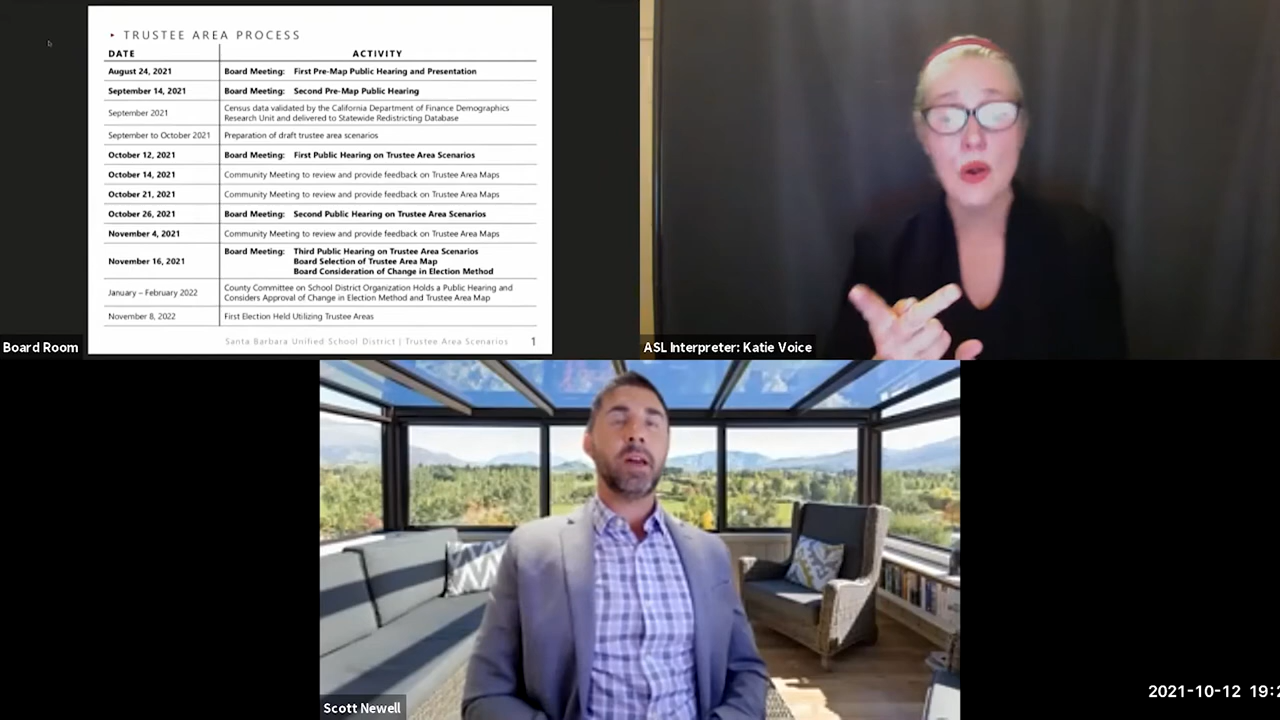 ▸ TRUSTEE AREA PROCESS
DATE ACTIVITY
August 24, 2021 Board Meeting: First Pre-Map Public Hearing and Presentation
September 14, 2021 Board Meeting: Second Pre-Map Public Hearing
September 2021 Census data validated by the California Department of Finance Demographics
Research Unit and delivered to Statewide Redistricting Database
September to October 2021 Preparation of draft trustee area scenarios
October 12, 2021 Board Meeting: First Public Hearing on Trustee Area Scenarios
October 14, 2021 Community Meeting to review and provide feedback on Trustee Area Maps
October 21, 2021 Community Meeting to review and provide feedback on Trustee Area Maps
October 26, 2021 Board Meeting: Second Public Hearing on Trustee Area Scenarios
November 4, 2021 Community Meeting to review and provide feedback on Trustee Area Maps
November 16, 2021 Board Meeting: Third Public Hearing on Trustee Area Scenarios
Board Selection of Trustee Area Map
Board Consideration of Change in Election Method
January – February 2022 County Committee on School District Organization Holds a Public Hearing and
Considers Approval of Change in Election Method and Trustee Area Map
November 8, 2022 First Election Held Utilizing Trustee Areas
Santa Barbara Unified School District | Trustee Area Scenarios 1
Board Room
ASL Interpreter: Katie Voice
Scott Newell
2021-10-12 19:2